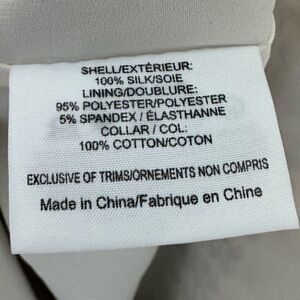 SHELL/EXTÉRIEUR:
100% SILK/SOIE
LINING/DOUBLURE:
95% POLYESTER/POLYESTER
5% SPANDEX / ÉLASTHANNE
COLLAR / COL:
100% COTTON/COTON
EXCLUSIVE OF TRIMS/ORNEMENTS NON COMPRIS
Made in China/Fabrique en Chine